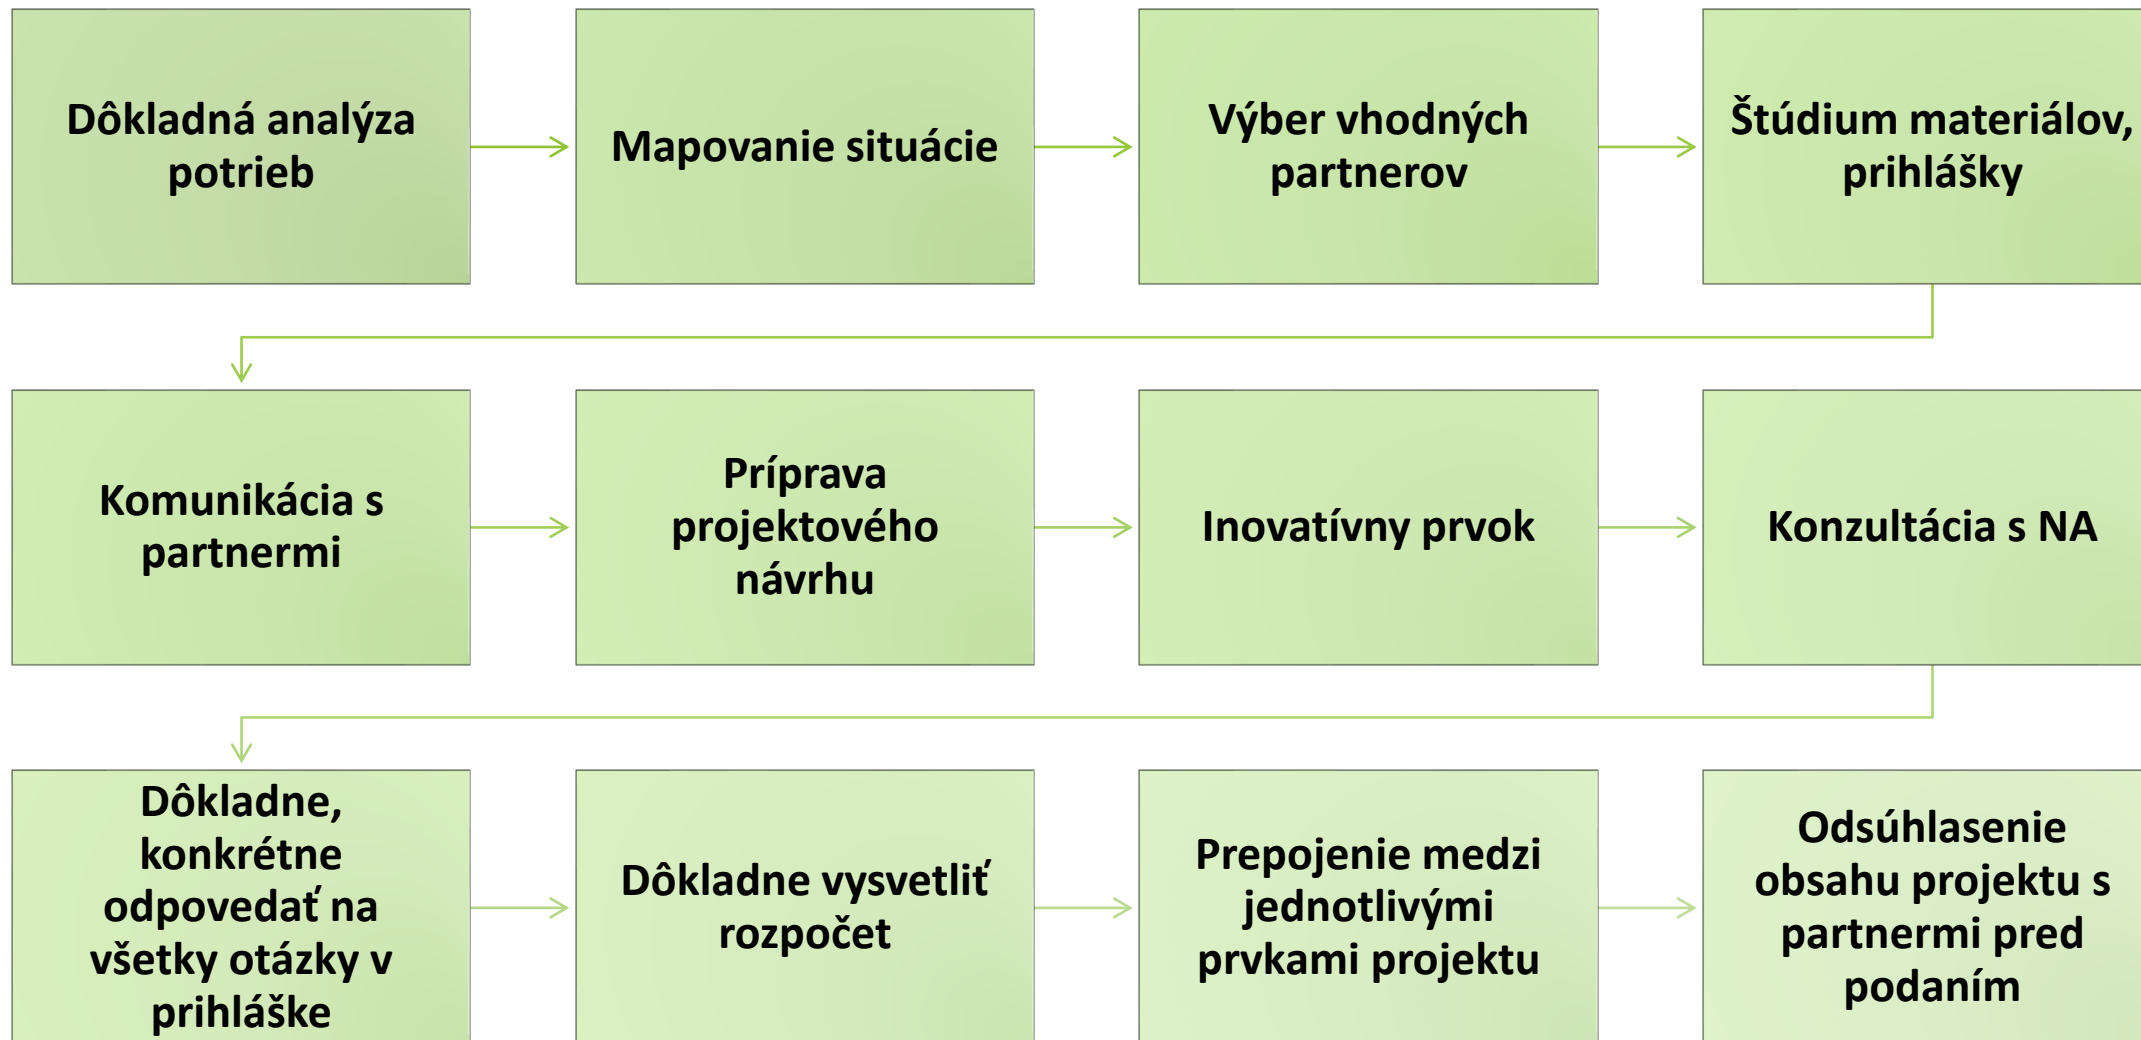 Dôkladná analýza
potrieb
Mapovanie situácie
Výber vhodných
partnerov
Štúdium materiálov,
prihlášky
Komunikácia s
partnermi
Príprava
projektového
návrhu
Inovatívny prvok
Konzultácia s NA
Dôkladne,
konkrétne
odpovedať na
všetky otázky v
prihláške
Dôkladne vysvetliť
rozpočet
Prepojenie medzi
jednotlivými
prvkami projektu
Odsúhlasenie
obsahu projektu s
partnermi pred
podaním